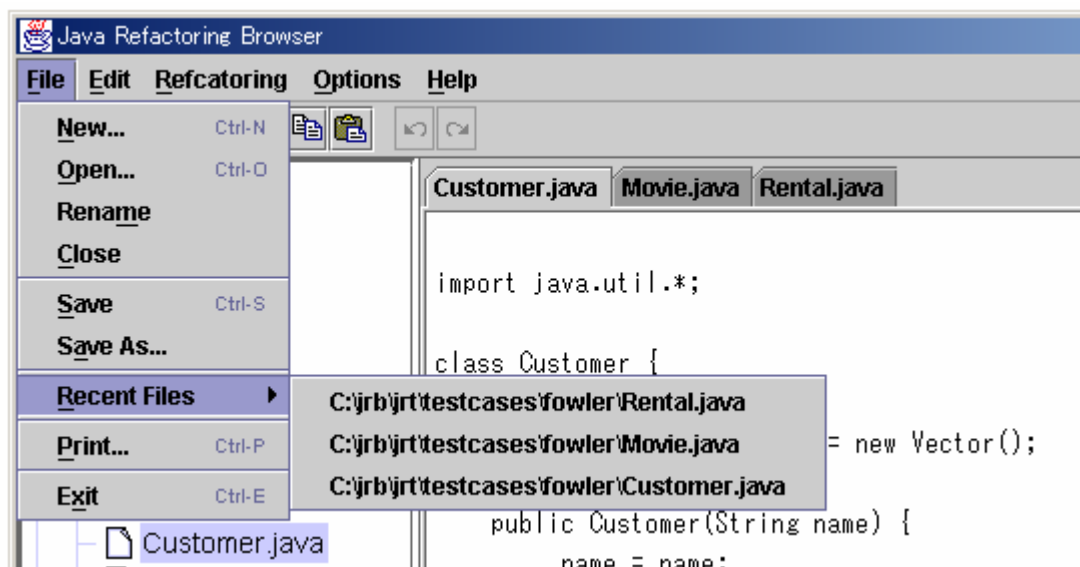 Java Refactoring Browser
File Edit Refcatoring Options Help
New... Ctrl-N
Open... Ctrl-O
Rename
Close
Save Ctrl-S
Save As...
Recent Files
Print... Ctrl-P
Exit Ctrl-E
C:\jrb\jrt\testcases\fowler\Rental.java
C:\jrb\jrt\testcases\fowler\Movie.java
C:\jrb\jrt\testcases\fowler\Customer.java
Customer.java
Customer.java Movie.java Rental.java
import java.util.*;
class Customer {
= new Vector();
public Customer(String name) {
name = name;